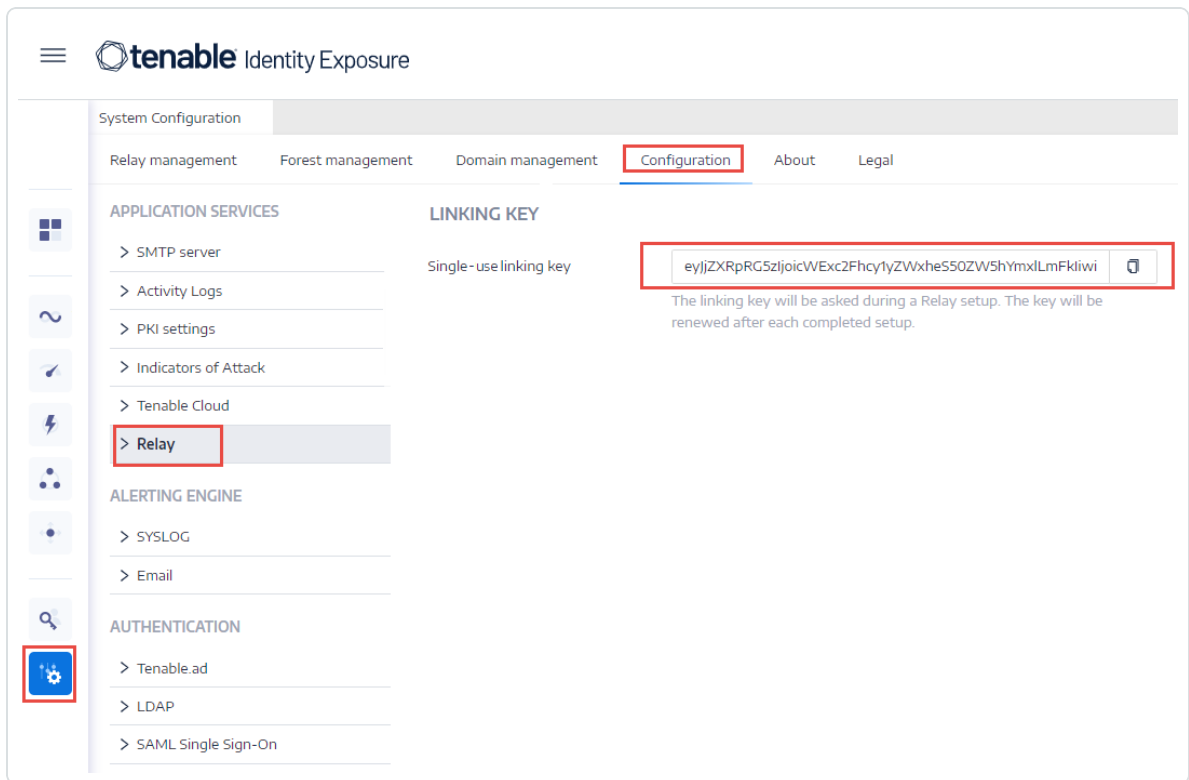 tenable Identity Exposure
System Configuration
Relay management Forest management Domain management Configuration About Legal
APPLICATION SERVICES
SMTP server
Activity Logs
PKI settings
Indicators of Attack
Tenable Cloud
Relay
ALERTING ENGINE
SYSLOG
Email
AUTHENTICATION
Tenable.ad
LDAP
SAML Single Sign-On
LINKING KEY
Single-use linking key
The linking key will be asked during a Relay setup. The key will be
renewed after each completed setup.